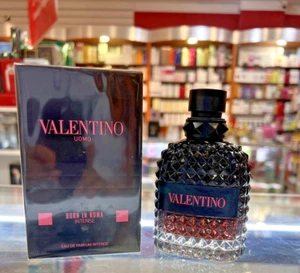 VALENTINO
UOMO
BORN IN ROMA
INTENSE
EAU DE PARFUM INTENSE
VALENTINO